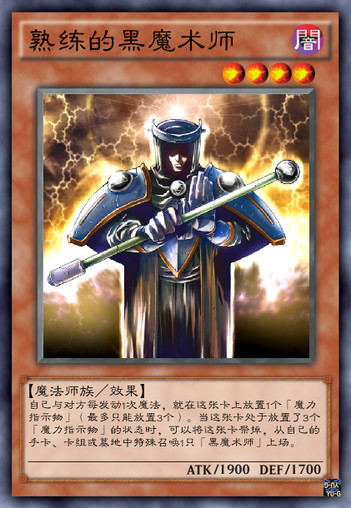 熟练的黑魔术师
闇
【魔法师族／效果】
自己与对方每发动1次魔法，就在这张卡上放置1个「魔力
指示物」（最多只能放置3个）。当这张卡处于放置了3个
「魔力指示物」的状态时，可以将这张卡祭掉，从自己的
手卡、卡组或墓地中特殊召唤1只「黑魔术师」上场。
ATK/1900 DEF/1700